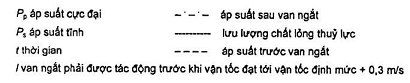 Pₚ áp suất cực đại
áp suất sau van ngắt
Pₛ áp suất tĩnh
lưu lượng chất lỏng thuỷ lực
t thời gian
áp suất trước van ngắt
l van ngắt phải được tác động trước khi vận tốc đạt tới vận tốc định mức + 0,3 m/s